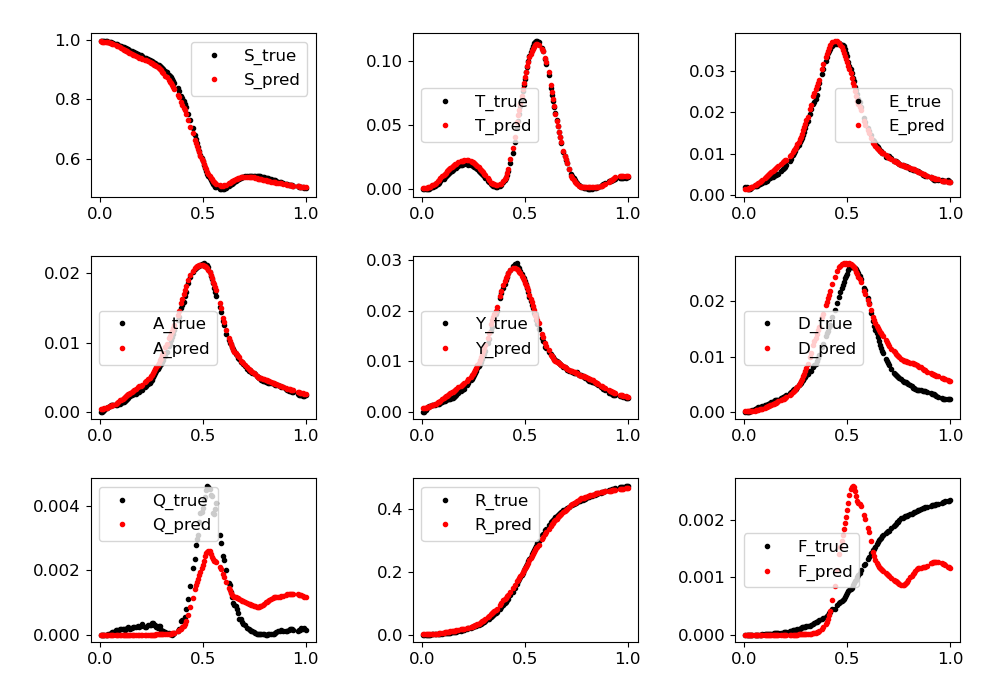 1.0
0.8
0.6
0.0 0.5 1.0
S_true
S_pred
0.10
0.05
0.00
0.0 0.5 1.0
T_true
T_pred
0.03
0.02
0.01
0.00
0.0 0.5 1.0
E_true
E_pred
0.02
0.01
0.00
0.0 0.5 1.0
A_true
A_pred
0.03
0.02
0.01
0.00
0.0 0.5 1.0
Y_true
Y_pred
0.02
0.01
0.00
0.0 0.5 1.0
D_true
D_pred
0.004
0.002
0.000
0.0 0.5 1.0
Q_true
Q_pred
0.4
0.2
0.0
0.0 0.5 1.0
R_true
R_pred
0.002
0.001
0.000
0.0 0.5 1.0
F_true
F_pred